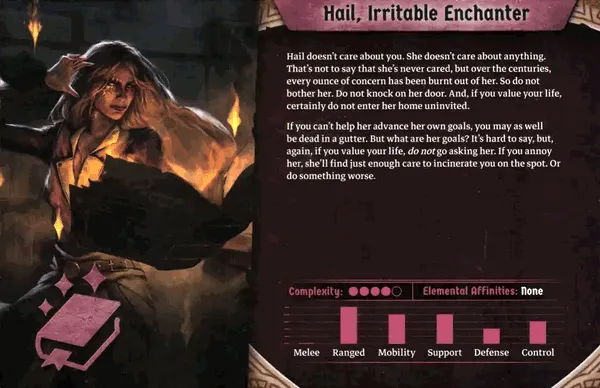 Hail, Irritable Enchanter
Hail doesn't care about you. She doesn't care about anything.
That's not to say that she's never cared, but over the centuries,
every ounce of concern has been burnt out of her. So do not
bother her. Do not knock on her door. And, if you value your life,
certainly do not enter her home uninvited.
If you can't help her advance her own goals, you may as well
be dead in a gutter. But what are her goals? It's hard to say, but,
again, if you value your life, do not go asking her. If you annoy
her, she'll find just enough care to incinerate you on the spot. Or
do something worse.
Complexity: Elemental Affinities: None
Melee Ranged Mobility Support Defense Control